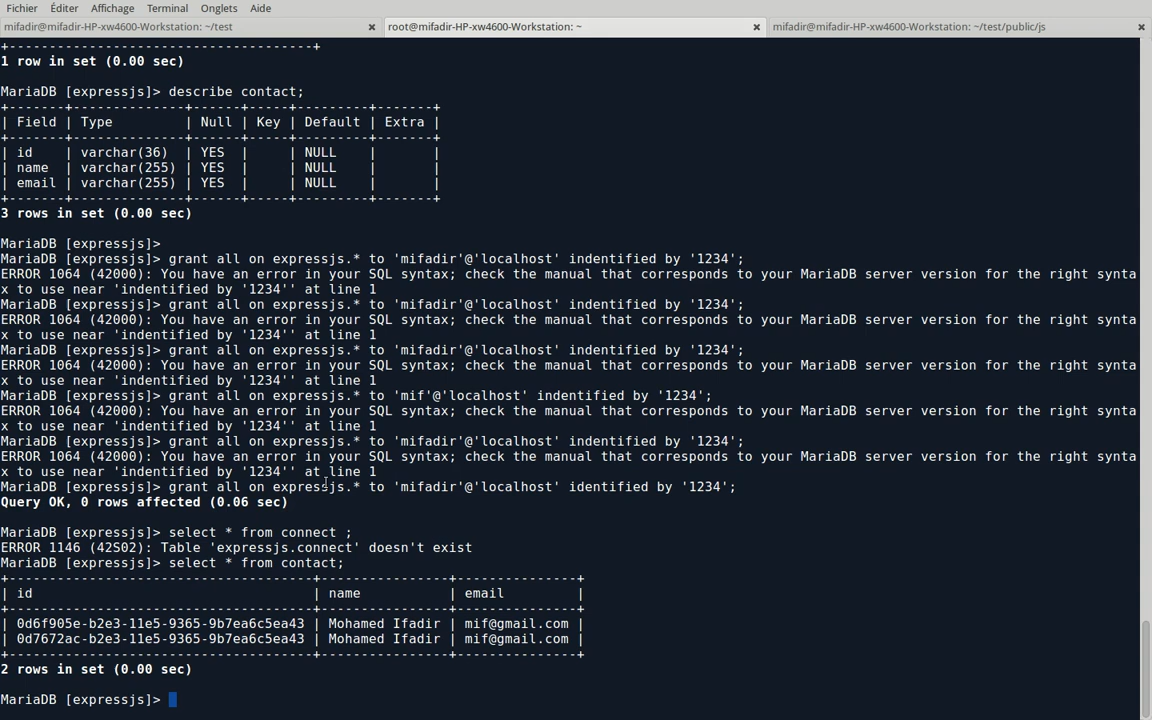 Fichier Éditer Affichage Terminal Onglets Aide
mifadir@mifadir-HP-xw4600-Workstation: ~/test × root@mifadir-HP-xw4600-Workstation: ~ × mifadir@mifadir-HP-xw4600-Workstation: ~/test/public/js ×
+--------------------------------------+
1 row in set (0.00 sec)
MariaDB [expressjs]> describe contact;
+-------+--------------+------+-----+---------+-------+
| Field | Type         | Null | Key | Default | Extra |
+-------+--------------+------+-----+---------+-------+
| id    | varchar(36)  | YES  |     | NULL    |       |
| name  | varchar(255) | YES  |     | NULL    |       |
| email | varchar(255) | YES  |     | NULL    |       |
+-------+--------------+------+-----+---------+-------+
3 rows in set (0.00 sec)
MariaDB [expressjs]>
MariaDB [expressjs]> grant all on expressjs.* to 'mifadir'@'localhost' indentified by '1234';
ERROR 1064 (42000): You have an error in your SQL syntax; check the manual that corresponds to your MariaDB server version for the right synta
x to use near 'indentified by '1234'' at line 1
MariaDB [expressjs]> grant all on expressjs.* to 'mifadir'@'localhost' indentified by '1234';
ERROR 1064 (42000): You have an error in your SQL syntax; check the manual that corresponds to your MariaDB server version for the right synta
x to use near 'indentified by '1234'' at line 1
MariaDB [expressjs]> grant all on expressjs.* to 'mifadir'@'localhost' indentified by '1234';
ERROR 1064 (42000): You have an error in your SQL syntax; check the manual that corresponds to your MariaDB server version for the right synta
x to use near 'indentified by '1234'' at line 1
MariaDB [expressjs]> grant all on expressjs.* to 'mif'@'localhost' indentified by '1234';
ERROR 1064 (42000): You have an error in your SQL syntax; check the manual that corresponds to your MariaDB server version for the right synta
x to use near 'indentified by '1234'' at line 1
MariaDB [expressjs]> grant all on expressjs.* to 'mifadir'@'localhost' indentified by '1234';
ERROR 1064 (42000): You have an error in your SQL syntax; check the manual that corresponds to your MariaDB server version for the right synta
x to use near 'indentified by '1234'' at line 1
MariaDB [expressjs]> grant all on expressjs.* to 'mifadir'@'localhost' identified by '1234';
Query OK, 0 rows affected (0.06 sec)
MariaDB [expressjs]> select * from connect ;
ERROR 1146 (42S02): Table 'expressjs.connect' doesn't exist
MariaDB [expressjs]> select * from contact;
+--------------------------------------+----------------+---------------+
| id                                   | name           | email         |
+--------------------------------------+----------------+---------------+
| 0d6f905e-b2e3-11e5-9365-9b7ea6c5ea43 | Mohamed Ifadir | mif@gmail.com |
| 0d7672ac-b2e3-11e5-9365-9b7ea6c5ea43 | Mohamed Ifadir | mif@gmail.com |
+--------------------------------------+----------------+---------------+
2 rows in set (0.00 sec)
MariaDB [expressjs]>